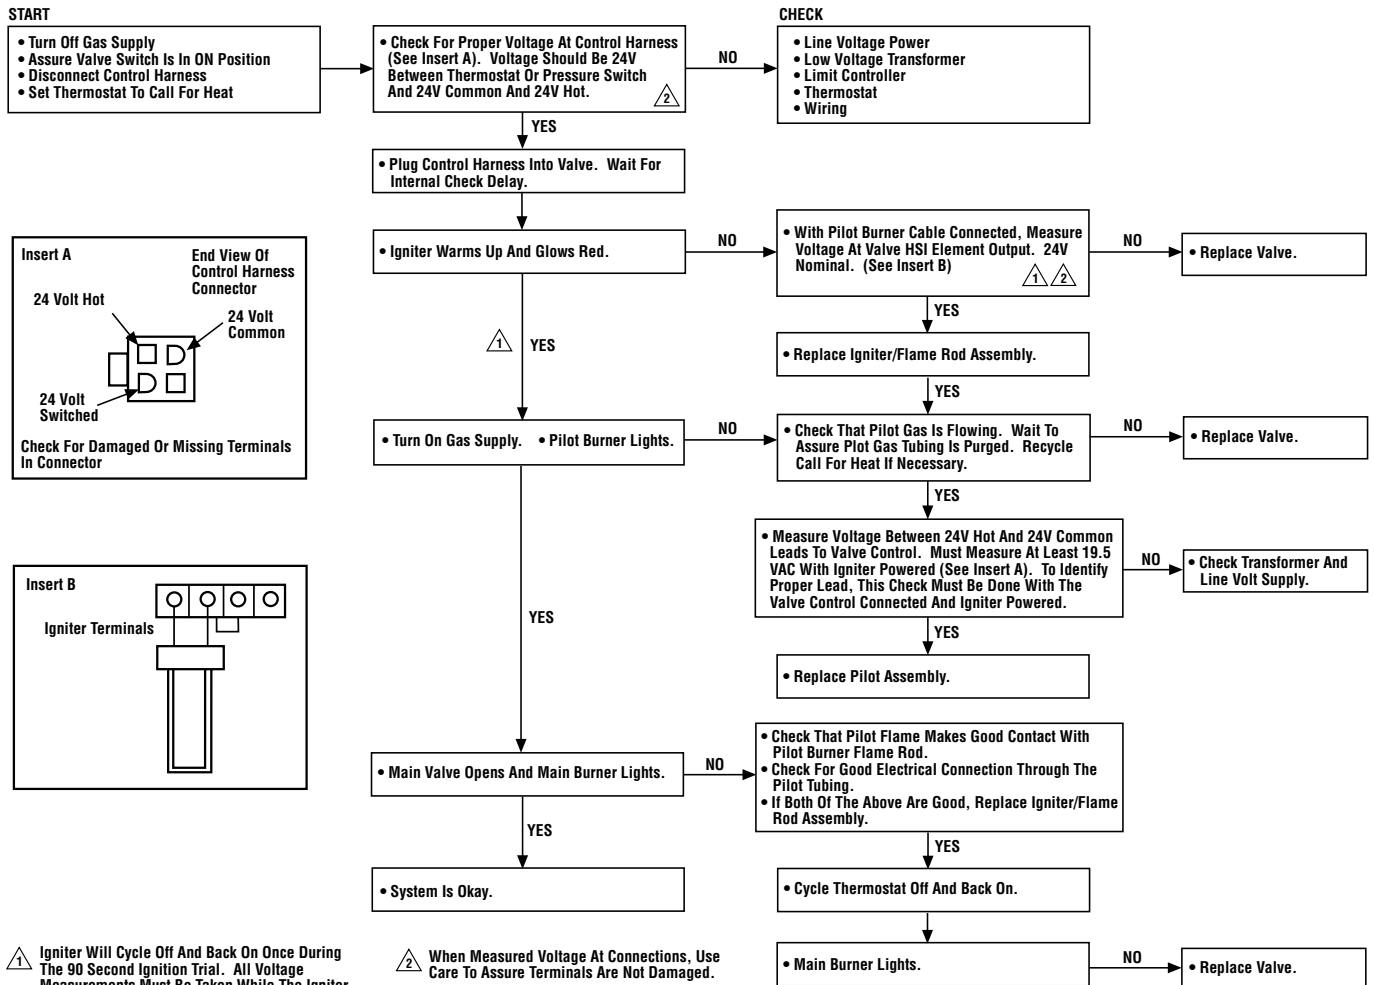 START
• Turn Off Gas Supply
• Assure Valve Switch Is In ON Position
• Disconnect Control Harness
• Set Thermostat To Call For Heat
• Check For Proper Voltage At Control Harness
(See Insert A). Voltage Should Be 24V
Between Thermostat Or Pressure Switch
And 24V Common And 24V Hot.
2
NO
CHECK
• Line Voltage Power
• Low Voltage Transformer
• Limit Controller
• Thermostat
• Wiring
YES
• Plug Control Harness Into Valve. Wait For
Internal Check Delay.
• Igniter Warms Up And Glows Red.
NO
• With Pilot Burner Cable Connected, Measure
Voltage At Valve HSI Element Output. 24V
Nominal. (See Insert B)
1 2
NO
• Replace Valve.
YES
• Replace Igniter/Flame Rod Assembly.
YES
1
YES
• Turn On Gas Supply. • Pilot Burner Lights.
NO
• Check That Pilot Gas Is Flowing. Wait To
Assure Plot Gas Tubing Is Purged. Recycle
Call For Heat If Necessary.
NO
• Replace Valve.
YES
• Measure Voltage Between 24V Hot And 24V Common
Leads To Valve Control. Must Measure At Least 19.5
VAC With Igniter Powered (See Insert A). To Identify
Proper Lead, This Check Must Be Done With The
Valve Control Connected And Igniter Powered.
NO
• Check Transformer And
Line Volt Supply.
YES
• Replace Pilot Assembly.
YES
• Main Valve Opens And Main Burner Lights.
NO
• Check That Pilot Flame Makes Good Contact With
Pilot Burner Flame Rod.
• Check For Good Electrical Connection Through The
Pilot Tubing.
• If Both Of The Above Are Good, Replace Igniter/Flame
Rod Assembly.
YES
• Cycle Thermostat Off And Back On.
• Main Burner Lights.
NO
• Replace Valve.
YES
• System Is Okay.
Insert A
End View Of
Control Harness
Connector
24 Volt Hot
24 Volt
Common
24 Volt
Switched
Check For Damaged Or Missing Terminals
In Connector
Insert B
Igniter Terminals
1 Igniter Will Cycle Off And Back On Once During
The 90 Second Ignition Trial. All Voltage
Measurements Must Be Taken While The Igniter
2 When Measured Voltage At Connections, Use
Care To Assure Terminals Are Not Damaged.